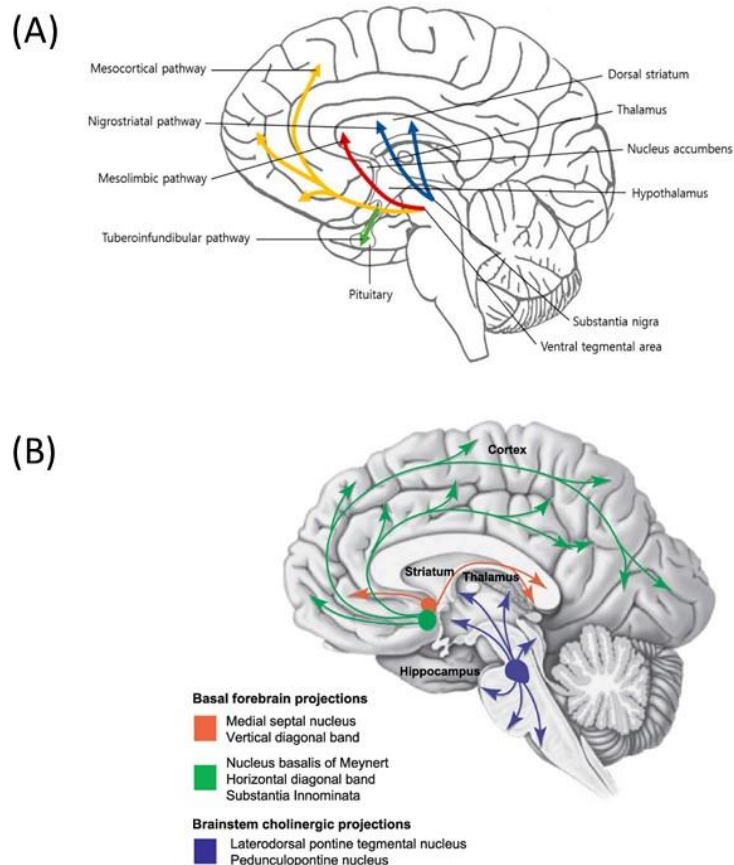 (A)
Mesocortical pathway
Nigrostriatal pathway
Mesolimbic pathway
Tuberoinfundibular pathway
Pituitary
Dorsal striatum
Thalamus
Nucleus accumbens
Hypothalamus
Substantia nigra
Ventral tegmental area
(B)
Cortex
Striatum
Thalamus
Hippocampus
Basal forebrain projections
Medial septal nucleus
Vertical diagonal band
Nucleus basalis of Meynert
Horizontal diagonal band
Substantia Innominata
Brainstem cholinergic projections
Laterodorsal pontine tegmental nucleus
Pedunculopontine nucleus